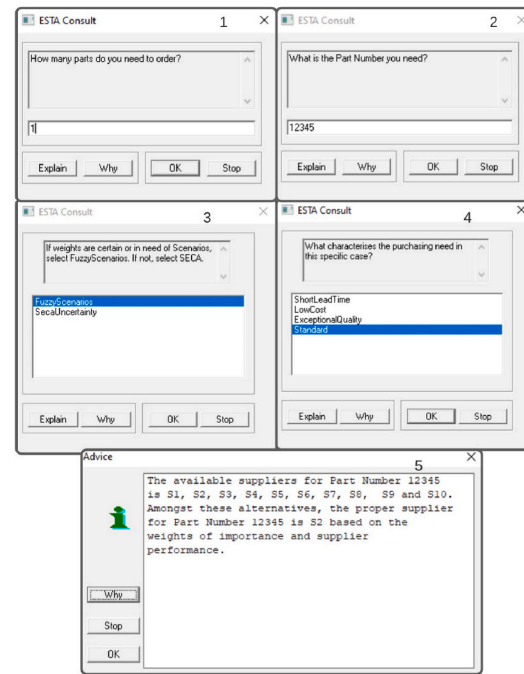 ESTA Consult 1
How many parts do you need to order?
1
Explain Why OK Stop
ESTA Consult 2
What is the Part Number you need?
12345
Explain Why OK Stop
ESTA Consult 3
If weights are certain or in need of Scenarios,
select FuzzyScenarios. If not, select SECA.
FuzzyScenarios
SecaUncertainty
Explain Why OK Stop
ESTA Consult 4
What characterises the purchasing need in
this specific case?
ShortLeadTime
LowCost
ExceptionalQuality
Standard
Explain Why OK Stop
Advice 5
The available suppliers for Part Number 12345
is S1, S2, S3, S4, S5, S6, S7, S8, S9 and S10.
Amongst these alternatives, the proper supplier
for Part Number 12345 is S2 based on the
weights of importance and supplier
performance.
Why
Stop
OK